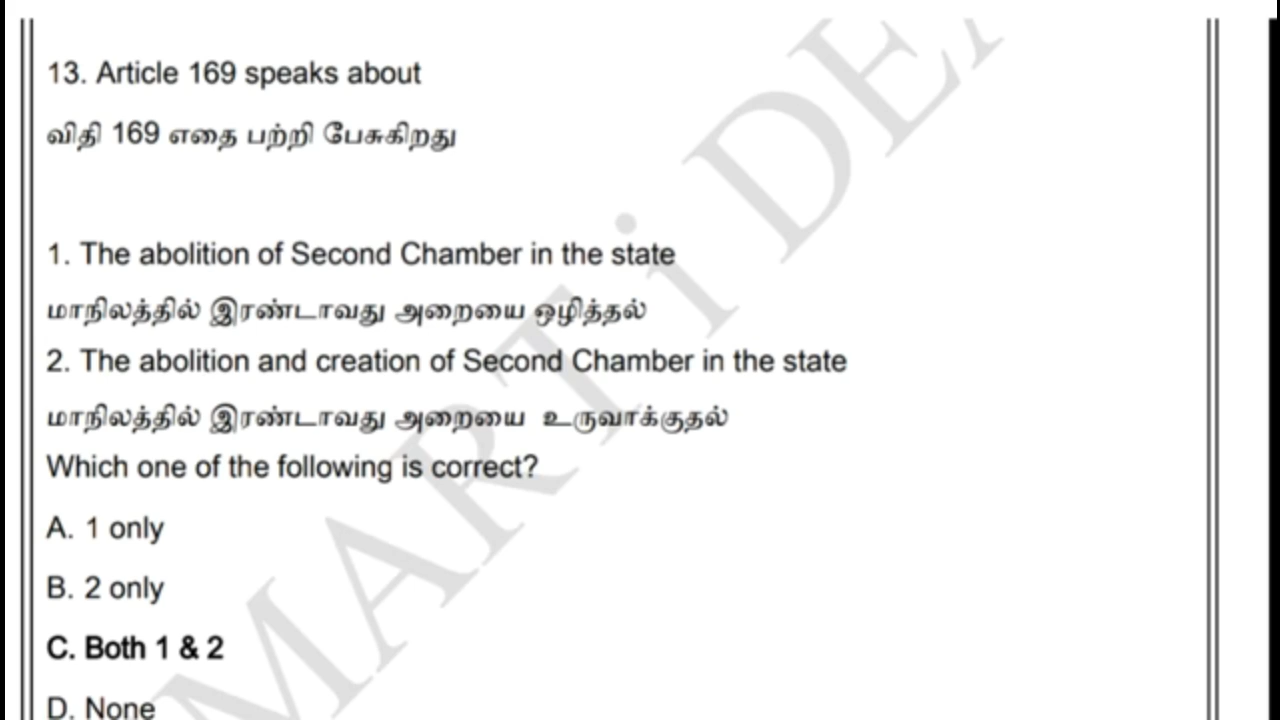 13. Article 169 speaks about
விதி 169 எதை பற்றி பேசுகிறது
1. The abolition of Second Chamber in the state
மாநிலத்தில் இரண்டாவது அறையை ஒழித்தல்
2. The abolition and creation of Second Chamber in the state
மாநிலத்தில் இரண்டாவது அறையை உருவாக்குதல்
Which one of the following is correct?
A. 1 only
B. 2 only
C. Both 1 & 2
D. None
MART i DEA